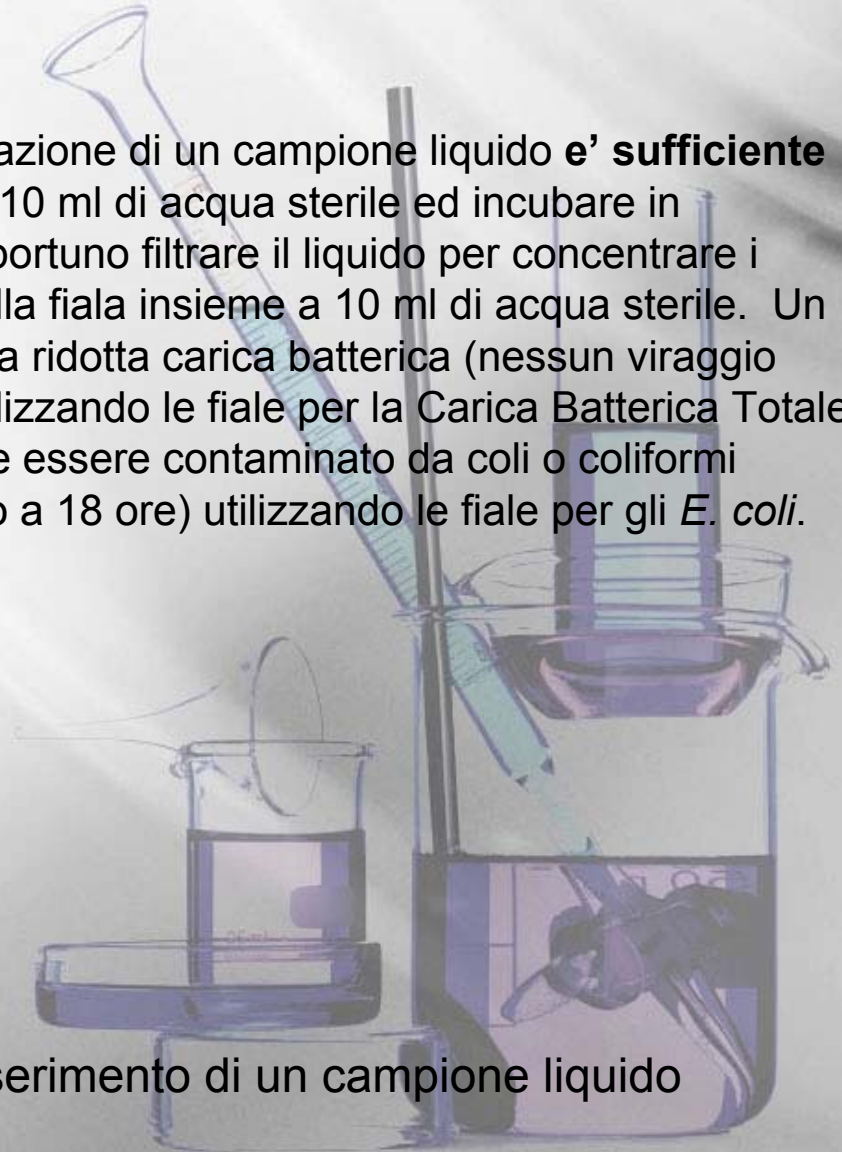 azione di un campione liquido e’ sufficiente
10 ml di acqua sterile ed incubare in
portuno filtrare il liquido per concentrare i
lla fiala insieme a 10 ml di acqua sterile. Un
a ridotta carica batterica (nessun viraggio
lizzando le fiale per la Carica Batterica Totale
e essere contaminato da coli o coliformi
o a 18 ore) utilizzando le fiale per gli E. coli.
serimento di un campione liquido